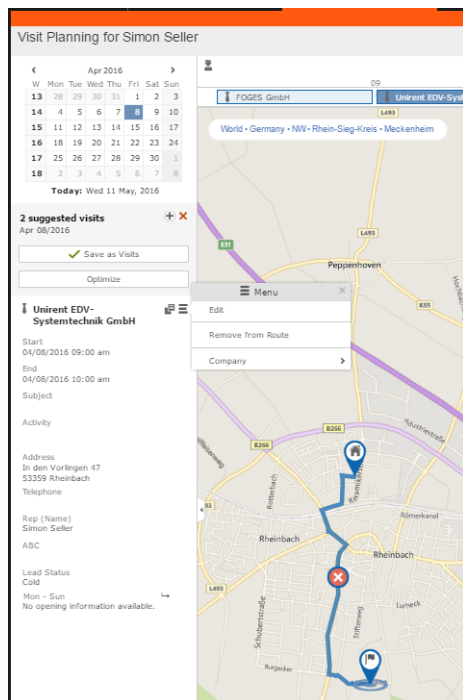 Visit Planning for Simon Seller
Apr 2016
W Mon Tue Wed Thu Fri Sat Sun
13 28 29 30 31 1 2 3
14 4 5 6 7 8 9 10
15 11 12 13 14 15 16 17
16 18 19 20 21 22 23 24
17 25 26 27 28 29 30 1
18 2 3 4 5 6 7 8
Today: Wed 11 May, 2016
2 suggested visits
Apr 08/2016
Save as Visits
Optimize
Unirent EDV-
Systemtechnik GmbH
Start
04/08/2016 09:00 am
End
04/08/2016 10:00 am
Subject
Activity
Address
In den Vorlingen 47
53359 Rheinbach
Telephone
Rep (Name)
Simon Seller
ABC
Lead Status
Cold
Mon - Sun
No opening information available.
09
FOGES GmbH
Unirent EDV-Syst
World • Germany • NW • Rhein-Sieg-Kreis • Meckenheim
L493
L493
E31
Peppenhoven
K55
Menu
Edit
Remove from Route
Company
B266
B266
Rotterbach
Römerkanal
Rheinbach
Rheinbach
L493
Schubertstraße
Stiftenweg
Lurheck